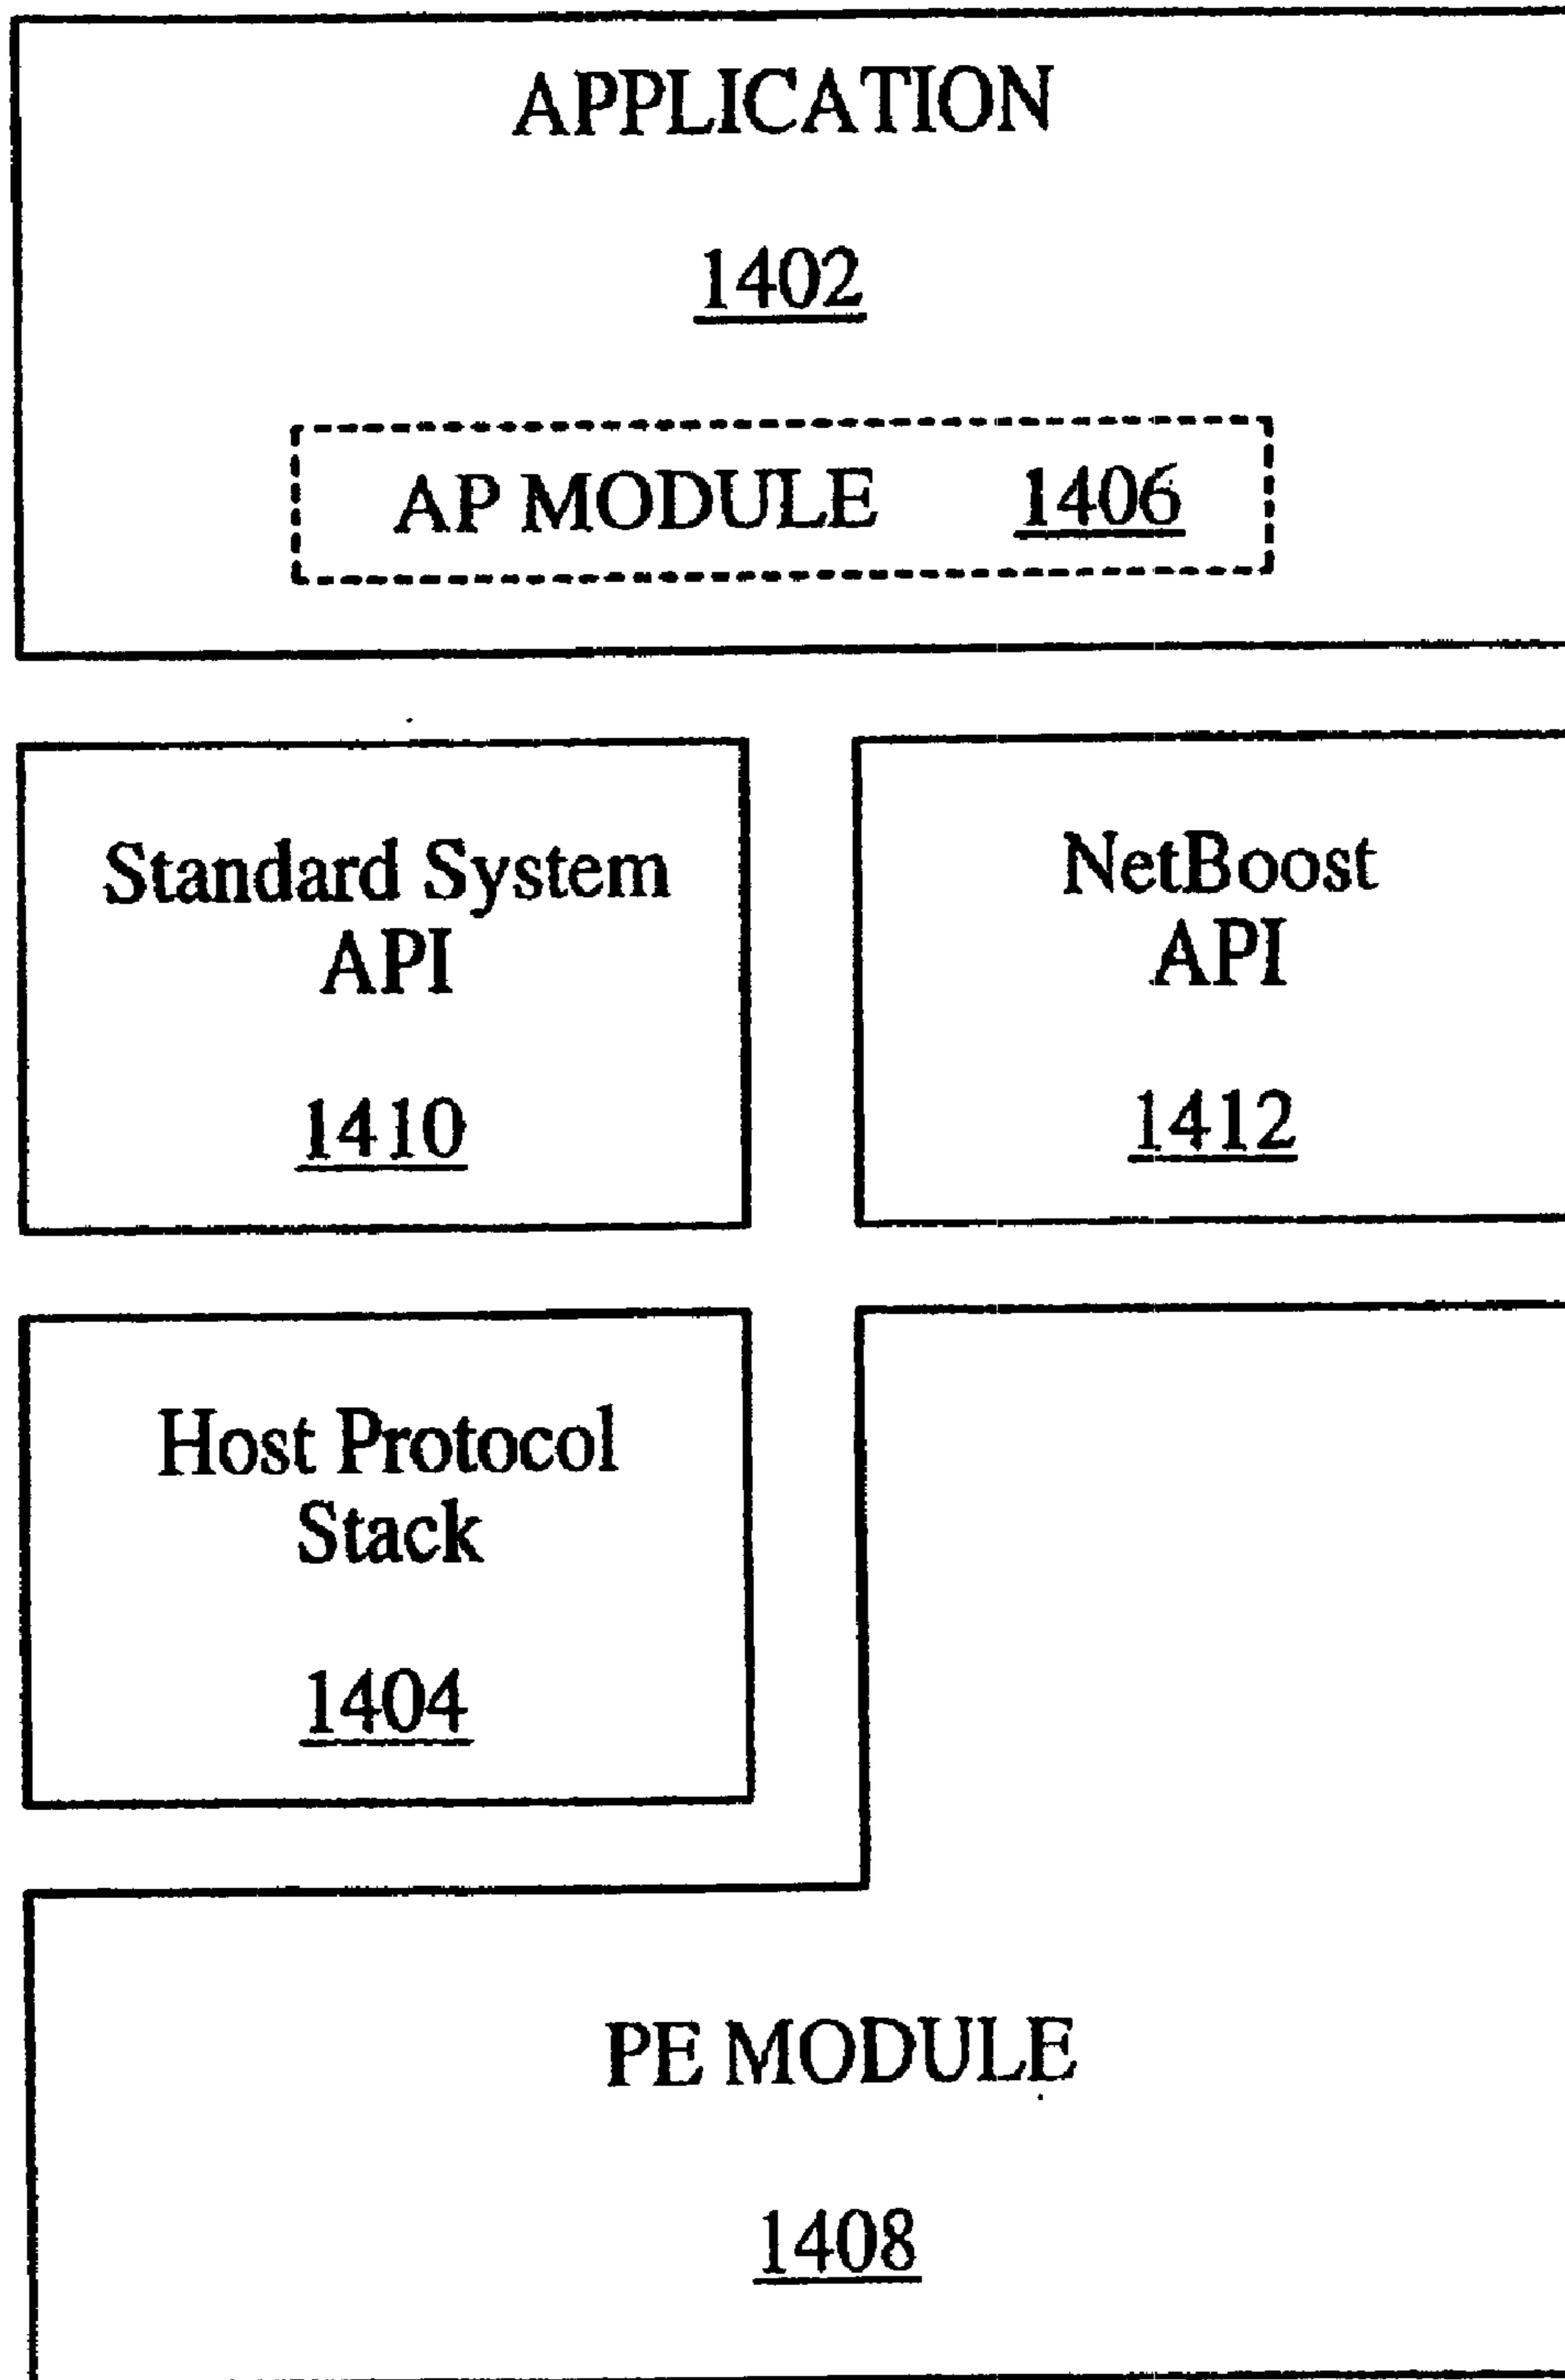 APPLICATION
1402
AP MODULE 1406
Standard System
API
1410
NetBoost
API
1412
Host Protocol
Stack
1404
PE MODULE
1408